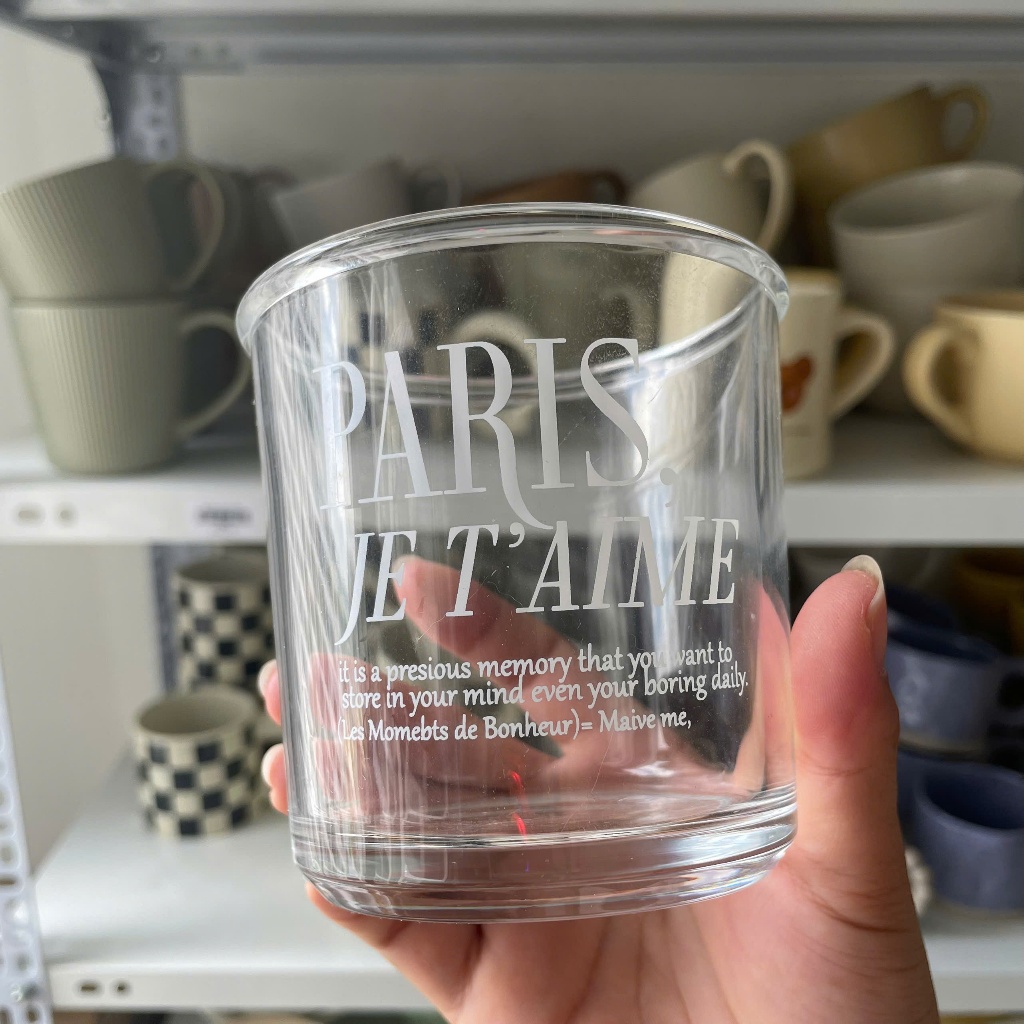 PARIS.
JE T'AIME
it is a presious memory that you want to
store in your mind even your boring daily.
(Les Momebts de Bonheur)= Maive me,